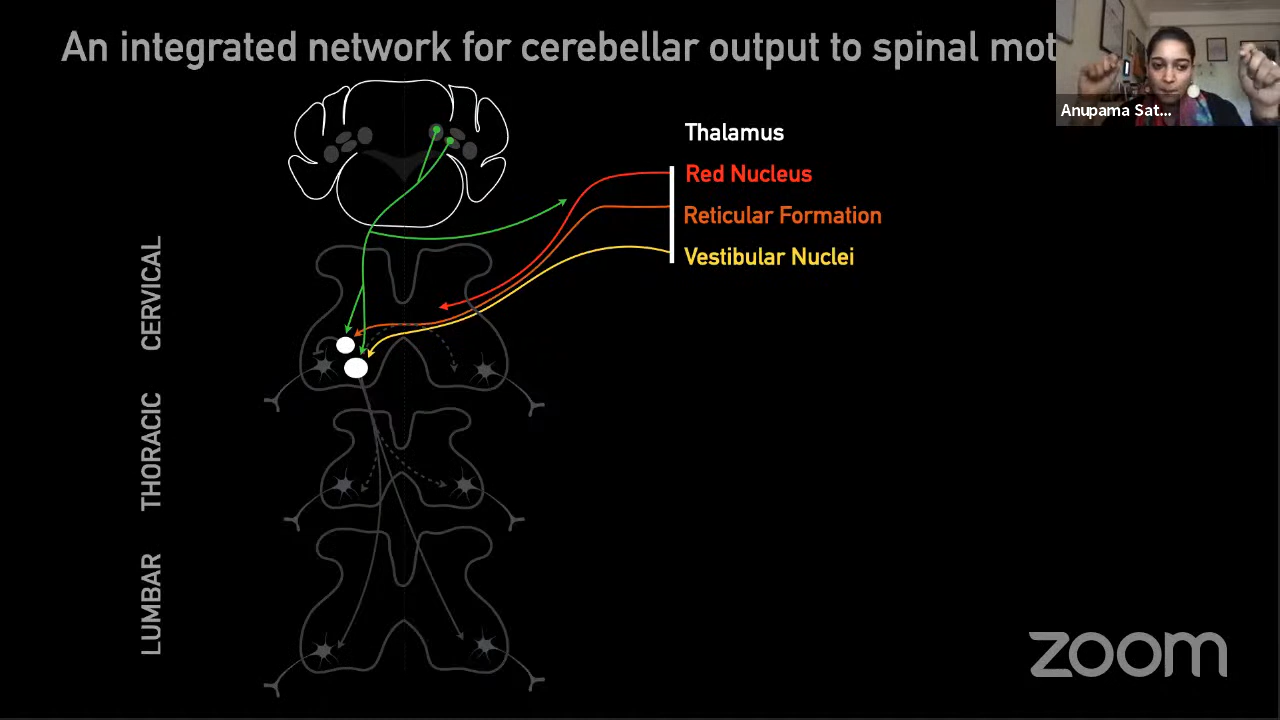 An integrated network for cerebellar output to spinal mot
Anupama Sat...
Thalamus
Red Nucleus
Reticular Formation
Vestibular Nuclei
CERVICAL
THORACIC
LUMBAR
zoom